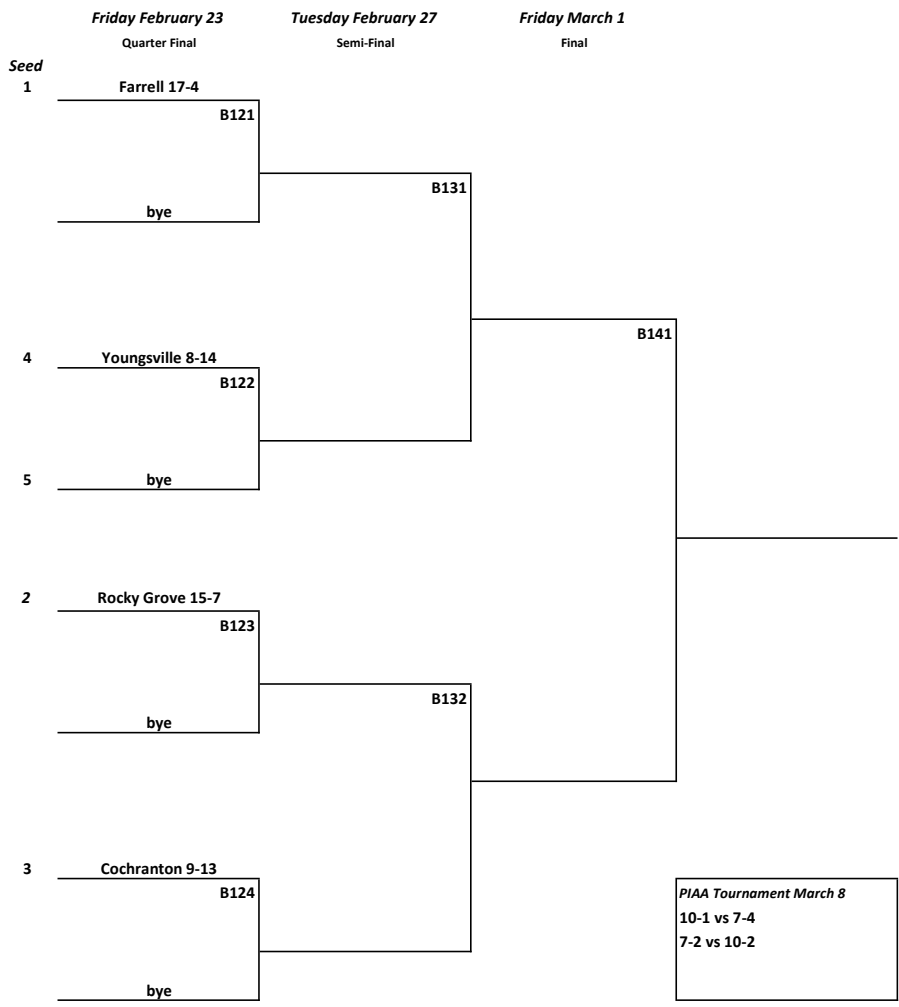 Friday February 23 Tuesday February 27 Friday March 1
Quarter Final Semi-Final Final
Seed
1 Farrell 17-4
B121
B131
bye
B141
4 Youngsville 8-14
B122
5 bye
2 Rocky Grove 15-7
B123
B132
bye
3 Cochranton 9-13
B124
PIAA Tournament March 8
10-1 vs 7-4
7-2 vs 10-2
bye